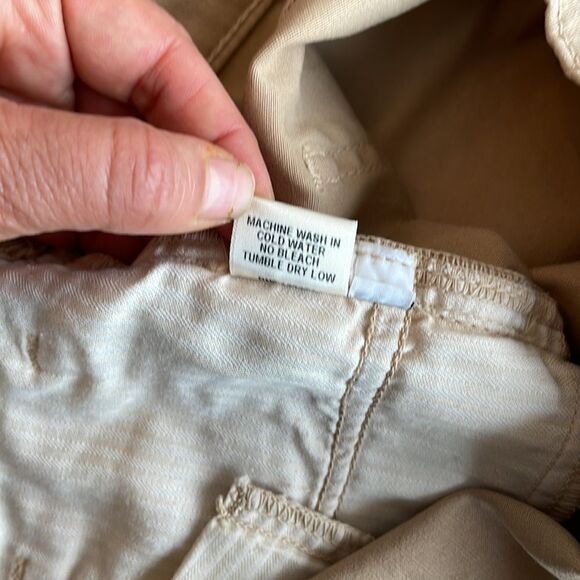 MACHINE WASH IN
COLD WATER
NO BLEACH
TUMBLE DRY LOW